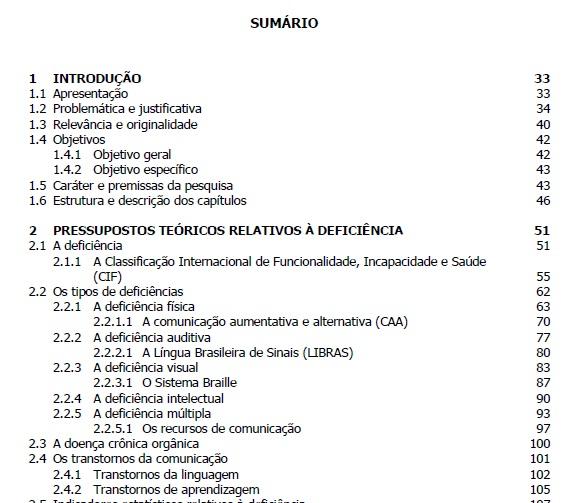 SUMÁRIO
1 INTRODUÇÃO 33
1.1 Apresentação 33
1.2 Problemática e justificativa 34
1.3 Relevância e originalidade 40
1.4 Objetivos 42
1.4.1 Objetivo geral 42
1.4.2 Objetivo específico 43
1.5 Caráter e premissas da pesquisa 43
1.6 Estrutura e descrição dos capítulos 46
2 PRESSUPOSTOS TEÓRICOS RELATIVOS À DEFICIÊNCIA 51
2.1 A deficiência 51
2.1.1 A Classificação Internacional de Funcionalidade, Incapacidade e Saúde
(CIF) 55
2.2 Os tipos de deficiências 62
2.2.1 A deficiência física 63
2.2.1.1 A comunicação aumentativa e alternativa (CAA) 70
2.2.2 A deficiência auditiva 77
2.2.2.1 A Língua Brasileira de Sinais (LIBRAS) 80
2.2.3 A deficiência visual 83
2.2.3.1 O Sistema Braille 87
2.2.4 A deficiência intelectual 90
2.2.5 A deficiência múltipla 93
2.2.5.1 Os recursos de comunicação 97
2.3 A doença crônica orgânica 100
2.4 Os transtornos da comunicação 101
2.4.1 Transtornos da linguagem 102
2.4.2 Transtornos de aprendizagem 105
2.5 Indicadores estatísticos relativos à deficiência 107